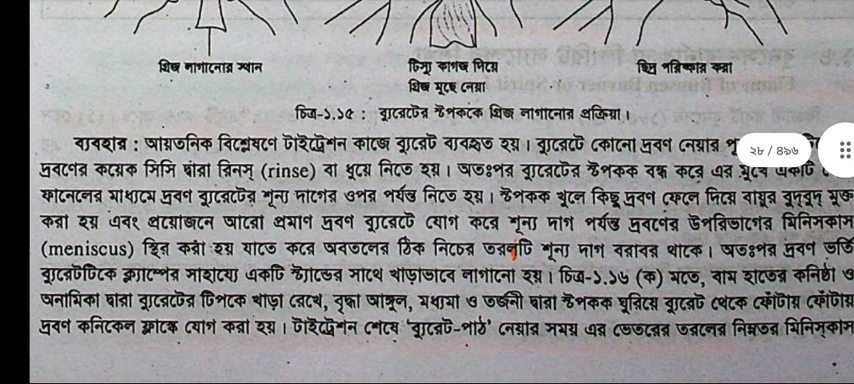 গ্রিজ লাগানোর স্থান
টিস্যু কাগজ দিয়ে
গ্রিজ মুছে নেয়া
ছিদ্র পরিষ্কার করা
চিত্র-১.১৫ : ব্যুরেটের স্টপককে গ্রিজ লাগানোর প্রক্রিয়া।
ব্যবহার : আয়তনিক বিশ্লেষণে টাইট্রেশন কাজে ব্যুরেট ব্যবহৃত হয়। ব্যুরেটে কোনো দ্রবণ নেয়ার
২৮ / ৪৯৬
দ্রবণের কয়েক সিসি দ্বারা রিনস্ (rinse) বা ধুয়ে নিতে হয়। অতঃপর ব্যুরেটের স্টপকক বন্ধ করে এর মুখে একটি
ফানেলের মাধ্যমে দ্রবণ ব্যুরেটের শূন্য দাগের ওপর পর্যন্ত নিতে হয়। স্টপকক খুলে কিছু দ্রবণ ফেলে দিয়ে বায়ুর বুদ্‌বুদ্ মুক্ত
করা হয় এবং প্রয়োজনে আরো প্রমাণ দ্রবণ ব্যুরেটে যোগ করে শূন্য দাগ পর্যন্ত দ্রবণের উপরিভাগের মিনিসকাস
(meniscus) স্থির করা হয় যাতে করে অবতলের ঠিক নিচের তরলটি শূন্য দাগ বরাবর থাকে। অতঃপর দ্রবণ ভর্তি
ব্যুরেটটিকে ক্ল্যাম্পের সাহায্যে একটি স্ট্যান্ডের সাথে খাড়াভাবে লাগানো হয়। চিত্র-১.১৬ (ক) মতে, বাম হাতের কনিষ্ঠা ও
অনামিকা দ্বারা ব্যুরেটের টিপকে খাড়া রেখে, বৃদ্ধা আঙ্গুল, মধ্যমা ও তর্জনী দ্বারা স্টপকক ঘুরিয়ে ব্যুরেট থেকে ফোঁটায় ফোঁটায়
দ্রবণ কনিকেল ফ্লাস্কে যোগ করা হয়। টাইট্রেশন শেষে 'ব্যুরেট-পাঠ' নেয়ার সময় এর ভেতরের তরলের নিম্নতর মিনিস্‌কাস